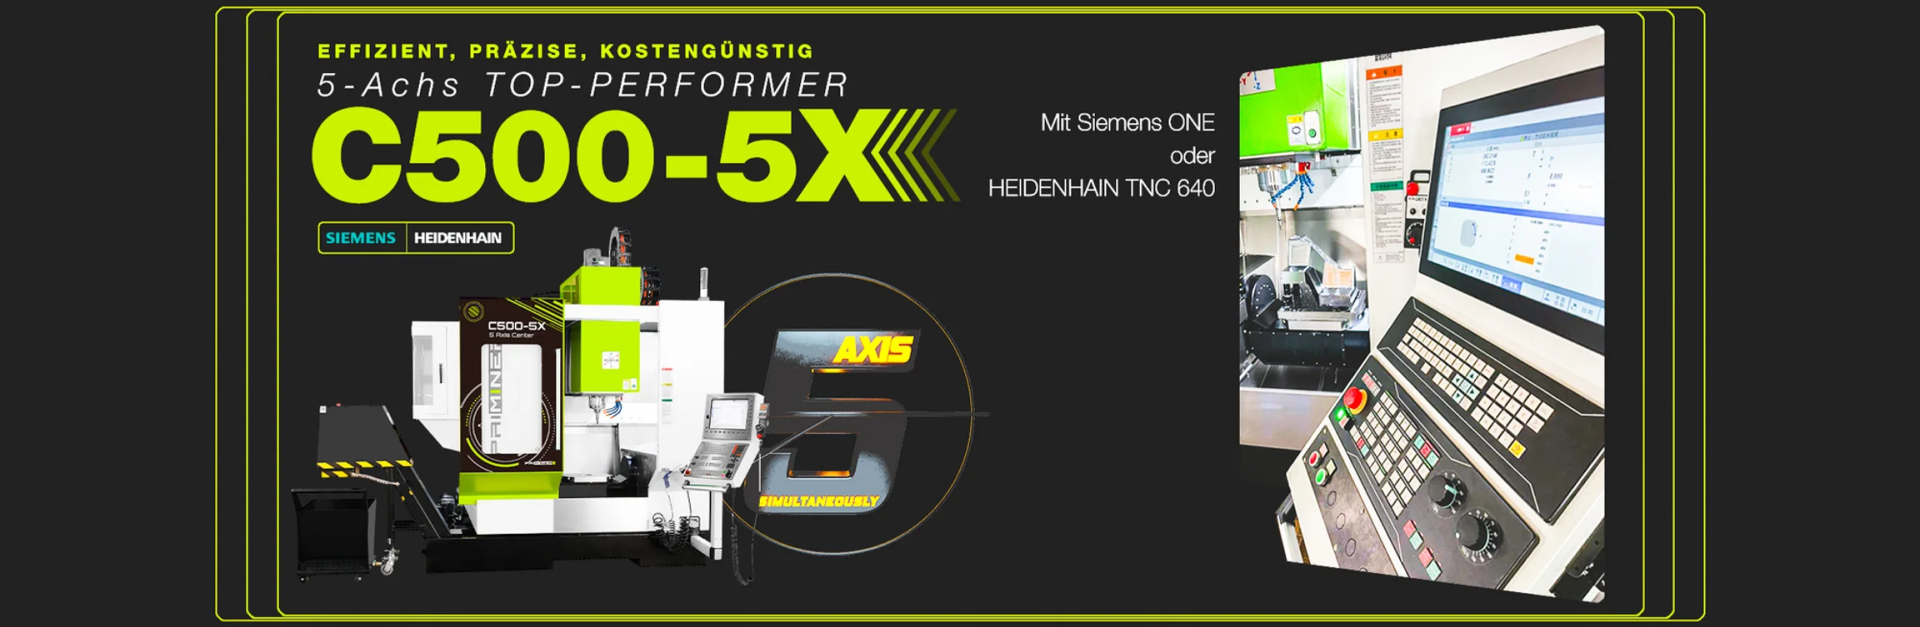 EFFIZIENT, PRÄZISE, KOSTENGÜNSTIG
5-Achs TOP-PERFORMER
C500-5X
Mit Siemens ONE
oder
HEIDENHAIN TNC 640
SIEMENS HEIDENHAIN
C500-5X
5 Axis Center
PRIMINER
AXIS
5
SIMULTANEOUSLY